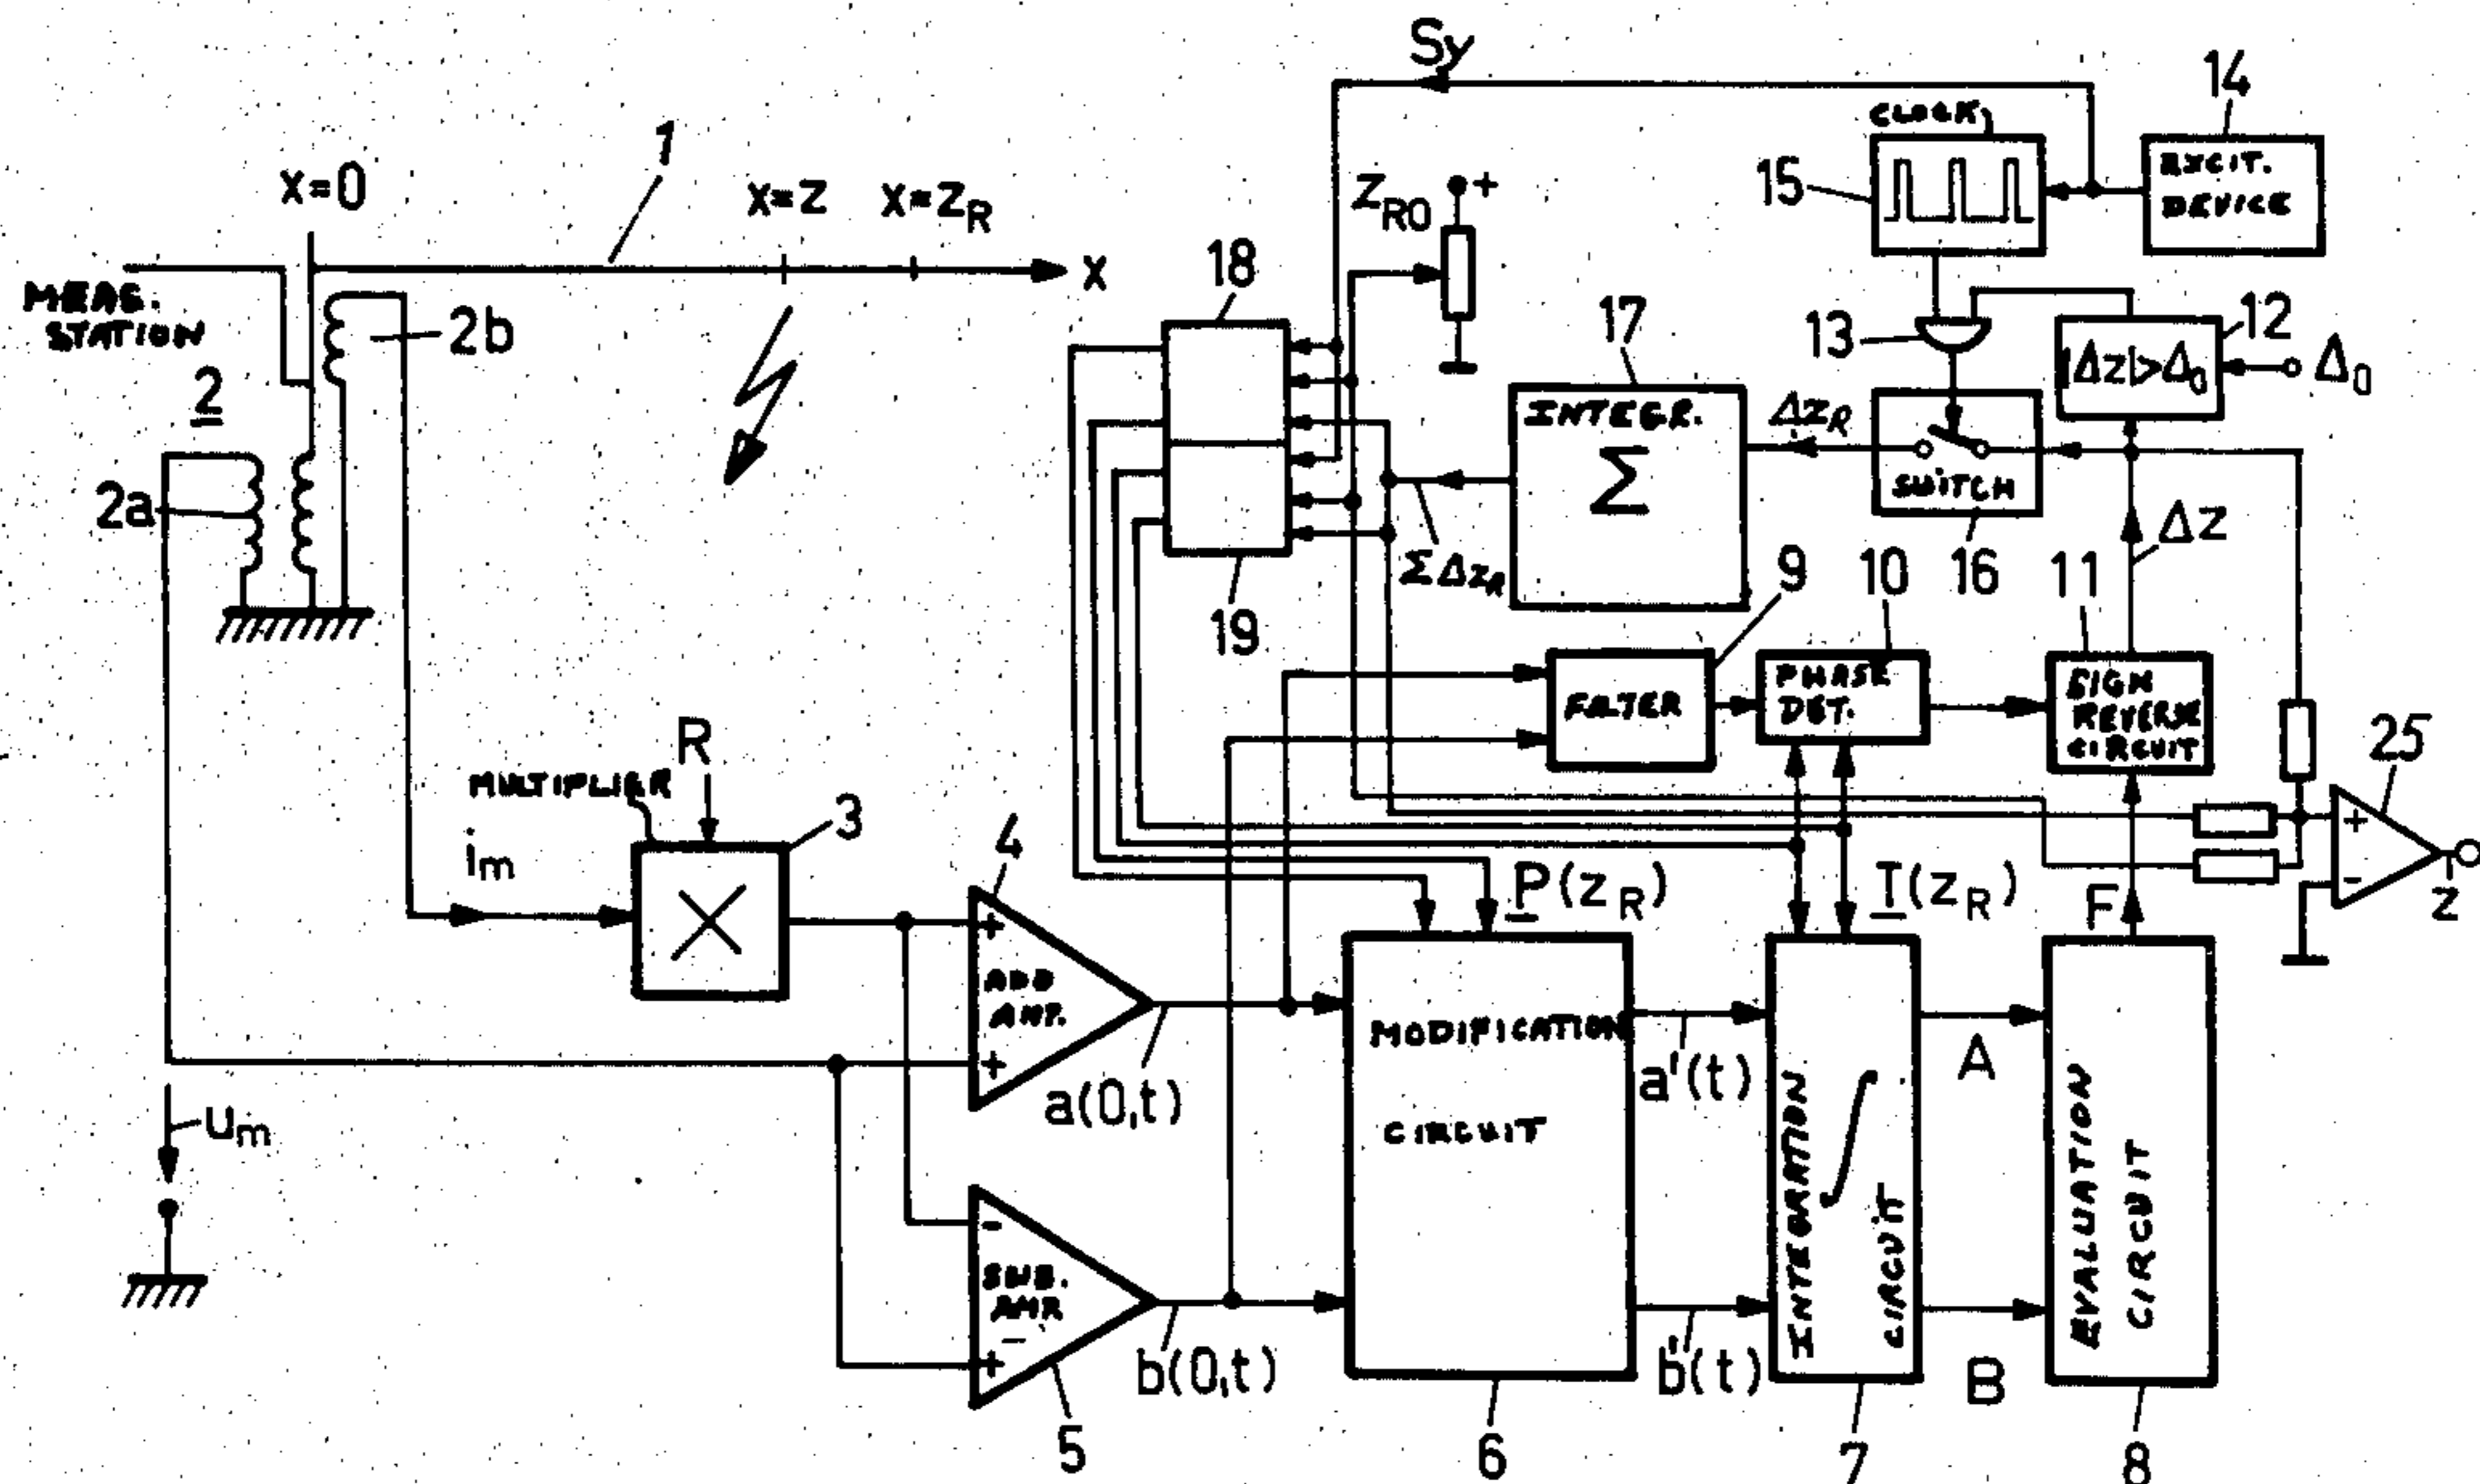 Sy
14
CLOCK
EXCIT.
DEVICE
15
1
X=0
X=Z
X=ZR
ZR0
+
X
18
17
13
12
|Δz|>Δ0
Δ0
MEAS.
STATION
2b
2
2a
INTEGR.
Σ
ΔzR
SWITCH
ΔZ
16
ΣΔzR
19
9
10
11
FILTER
PHASE
DET.
SIGN
REVERSE
CIRCUIT
25
R
MULTIPLIER
3
im
4
+
ADD
AMP.
+
a(0,t)
P(zR)
I(zR)
F
+
-
z
MODIFICATION
CIRCUIT
a'(t)
INTEGRATION
∫
CIRCUIT
A
EVALUATION
CIRCUIT
um
-
SUB.
AMP.
-
+
b(0,t)
b'(t)
B
5
6
7
8